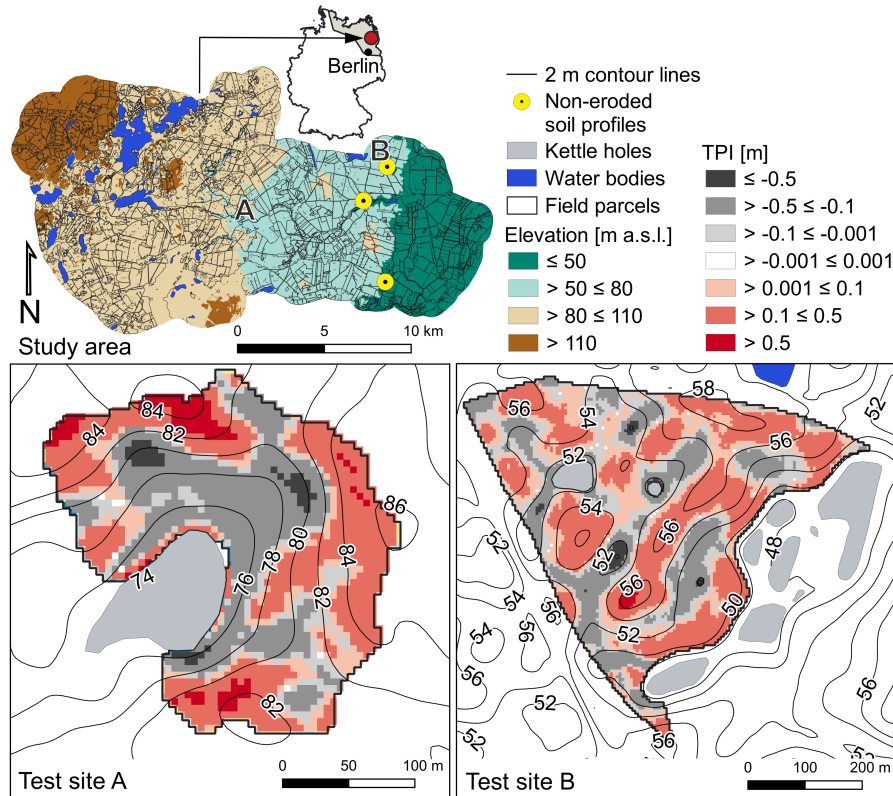 Berlin
A
B
N
0 5 10 km
Study area
2 m contour lines
Non-eroded
soil profiles
Kettle holes
Water bodies
Field parcels
Elevation [m a.s.l.]
≤ 50
> 50 ≤ 80
> 80 ≤ 110
> 110
TPI [m]
≤ -0.5
> -0.5 ≤ -0.1
> -0.1 ≤ -0.001
> -0.001 ≤ 0.001
> 0.001 ≤ 0.1
> 0.1 ≤ 0.5
> 0.5
84
84
82
86
80
84
78
76
74
82
82
Test site A
0 50 100 m
58
52
56
54
56
52
54
56
48
52
52
56
50
54
56
56
52
54
56
56
52
52
52
56
Test site B
0 100 200 m